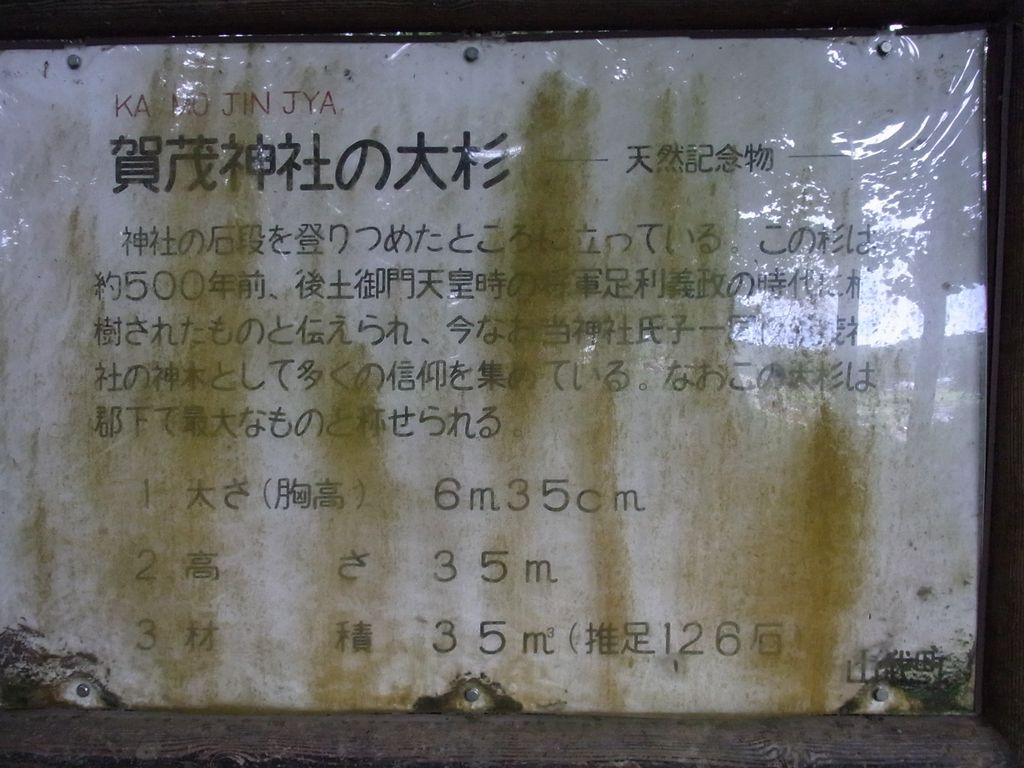 KA MO JIN JYA
賀茂神社の大杉 — 天然記念物 —
神社の石段を登りつめたところに立っている。この杉は
約500年前、後土御門天皇時の将軍足利義政の時代に植
樹されたものと伝えられ、今なお当神社氏子一同 茂神
社の神木として多くの信仰を集めている。なおこの大杉は
郡下で最大なものと称せられる。
1 太さ(胸高) 6m35cm
2 高さ 35m
3 材積 35m³(推足126石)
山代町